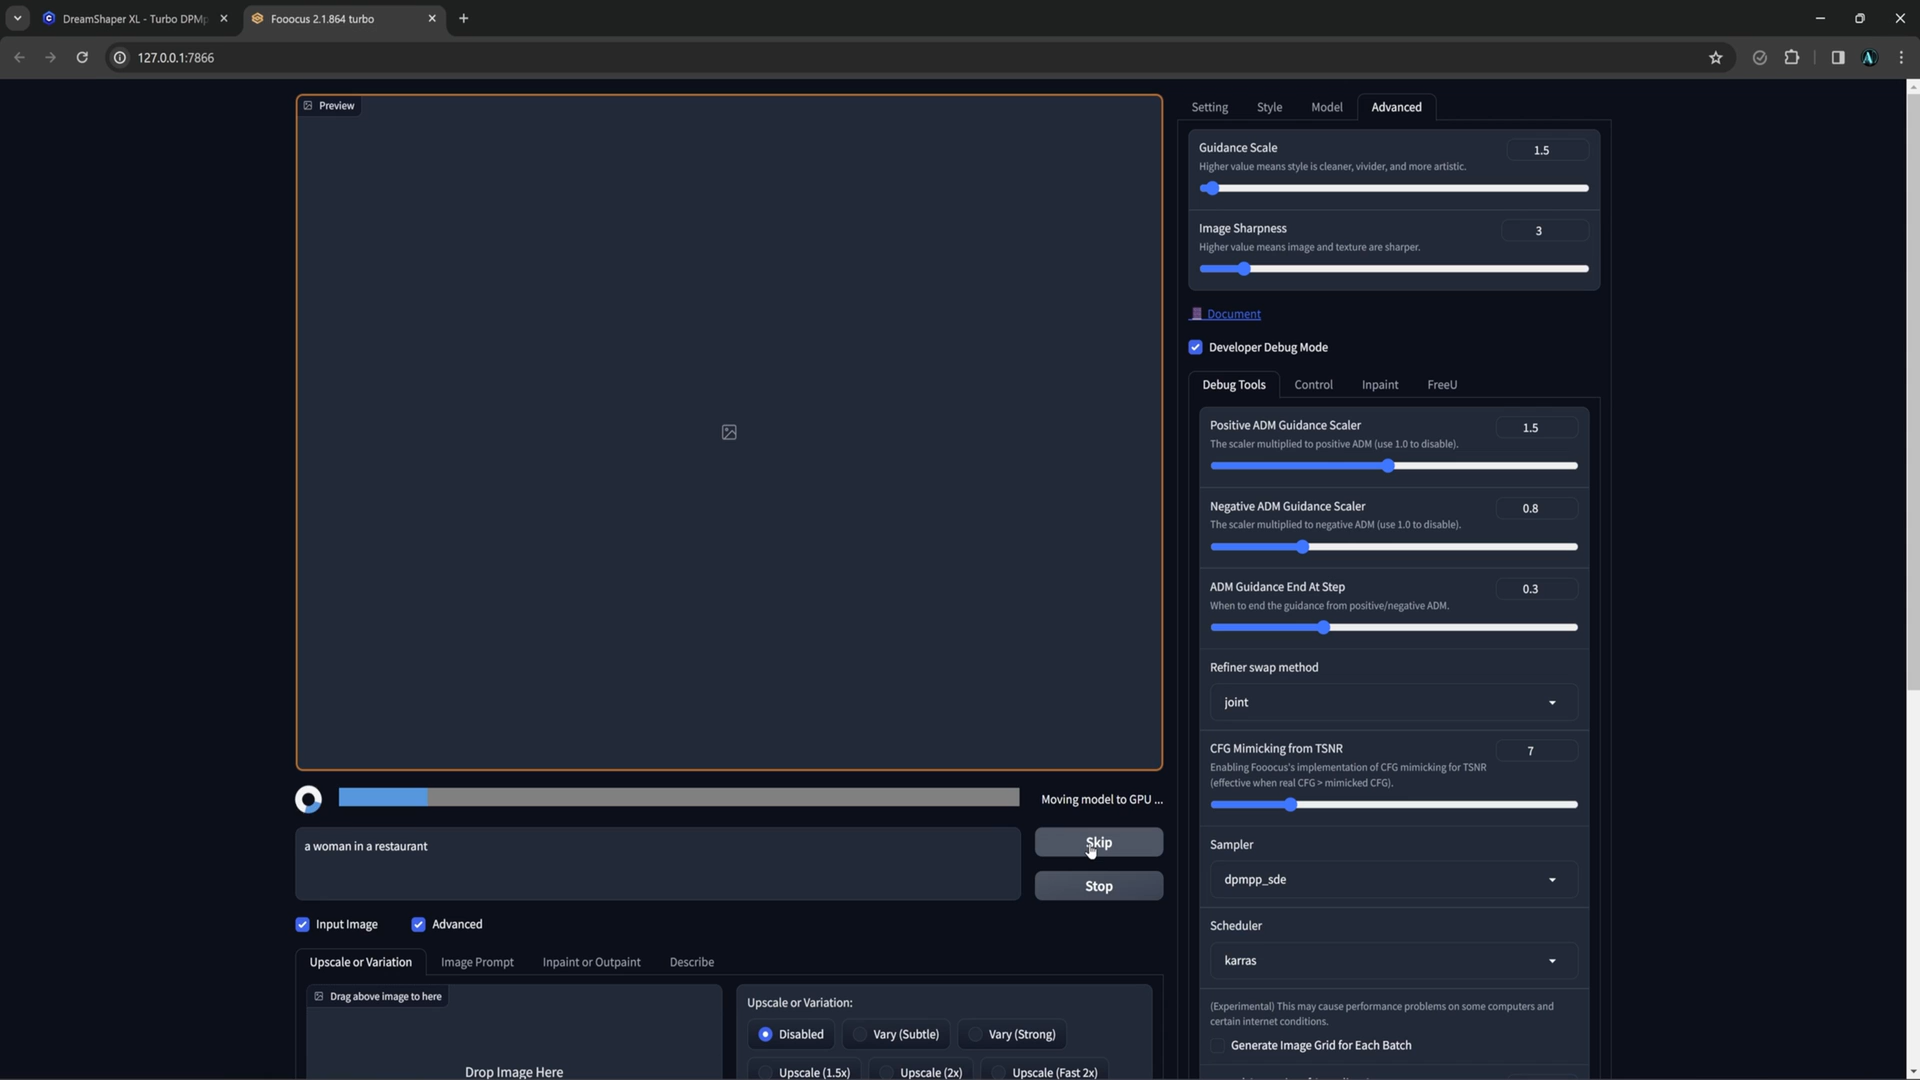 DreamShaper XL - Turbo DPM
Fooocus 2.1.864 turbo
127.0.0.1:7866
Preview
Moving model to GPU ...
a woman in a restaurant
Skip
Stop
Input Image
Advanced
Upscale or Variation
Image Prompt
Inpaint or Outpaint
Describe
Drag above image to here
Drop Image Here
Upscale or Variation:
Disabled
Vary (Subtle)
Vary (Strong)
Upscale (1.5x)
Upscale (2x)
Upscale (Fast 2x)
Setting
Style
Model
Advanced
Guidance Scale
1.5
Higher value means style is cleaner, vivider, and more artistic.
Image Sharpness
3
Higher value means image and texture are sharper.
Document
Developer Debug Mode
Debug Tools
Control
Inpaint
FreeU
Positive ADM Guidance Scaler
1.5
The scaler multiplied to positive ADM (use 1.0 to disable).
Negative ADM Guidance Scaler
0.8
The scaler multiplied to negative ADM (use 1.0 to disable).
ADM Guidance End At Step
0.3
When to end the guidance from positive/negative ADM.
Refiner swap method
joint
CFG Mimicking from TSNR
7
Enabling Fooocus's implementation of CFG mimicking for TSNR
(effective when real CFG > mimicked CFG).
Sampler
dpmpp_sde
Scheduler
karras
(Experimental) This may cause performance problems on some computers and
certain internet conditions.
Generate Image Grid for Each Batch